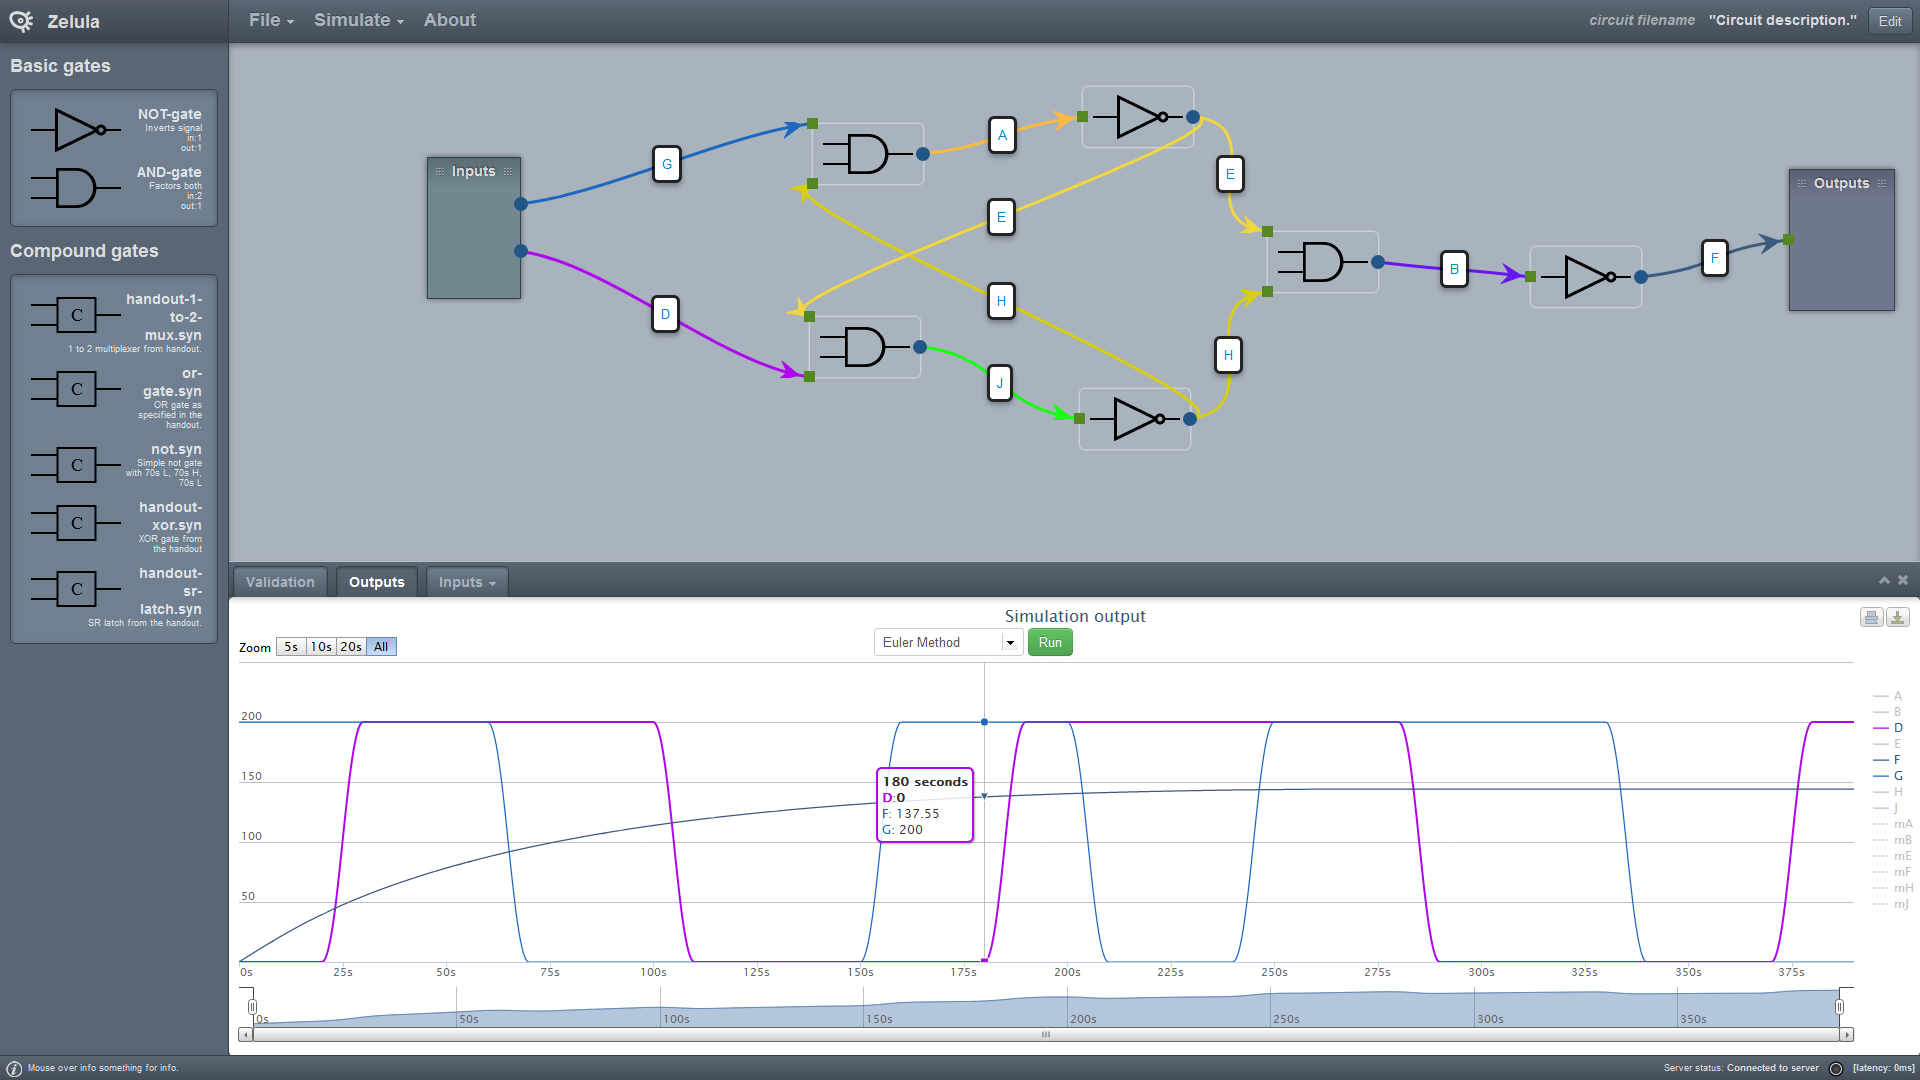 Zelula
File
Simulate
About
circuit filename
"Circuit description."
Edit
Basic gates
NOT-gate
Inverts signal
in:1
out:1
AND-gate
Factors both
in:2
out:1
Compound gates
C
handout-1-
to-2-
mux.syn
1 to 2 multiplexer from handout.
C
or-
gate.syn
OR gate as
specified in the
handout.
C
not.syn
Simple not gate
with 70s L, 70s H,
70s L
C
handout-
xor.syn
XOR gate from
the handout
C
handout-
sr-
latch.syn
SR latch from the handout.
Inputs
G
D
A
E
H
J
E
H
B
F
Outputs
Validation
Outputs
Inputs
Simulation output
Zoom
5s
10s
20s
All
Euler Method
Run
200
150
100
50
180 seconds
D:0
F: 137.55
G: 200
0s
25s
50s
75s
100s
125s
150s
175s
200s
225s
250s
275s
300s
325s
350s
375s
A
B
D
E
F
G
H
J
mA
mB
mE
mF
mH
mJ
0s
50s
100s
150s
200s
250s
300s
350s
Mouse over info something for info.
Server status: Connected to server
[latency: 0ms]